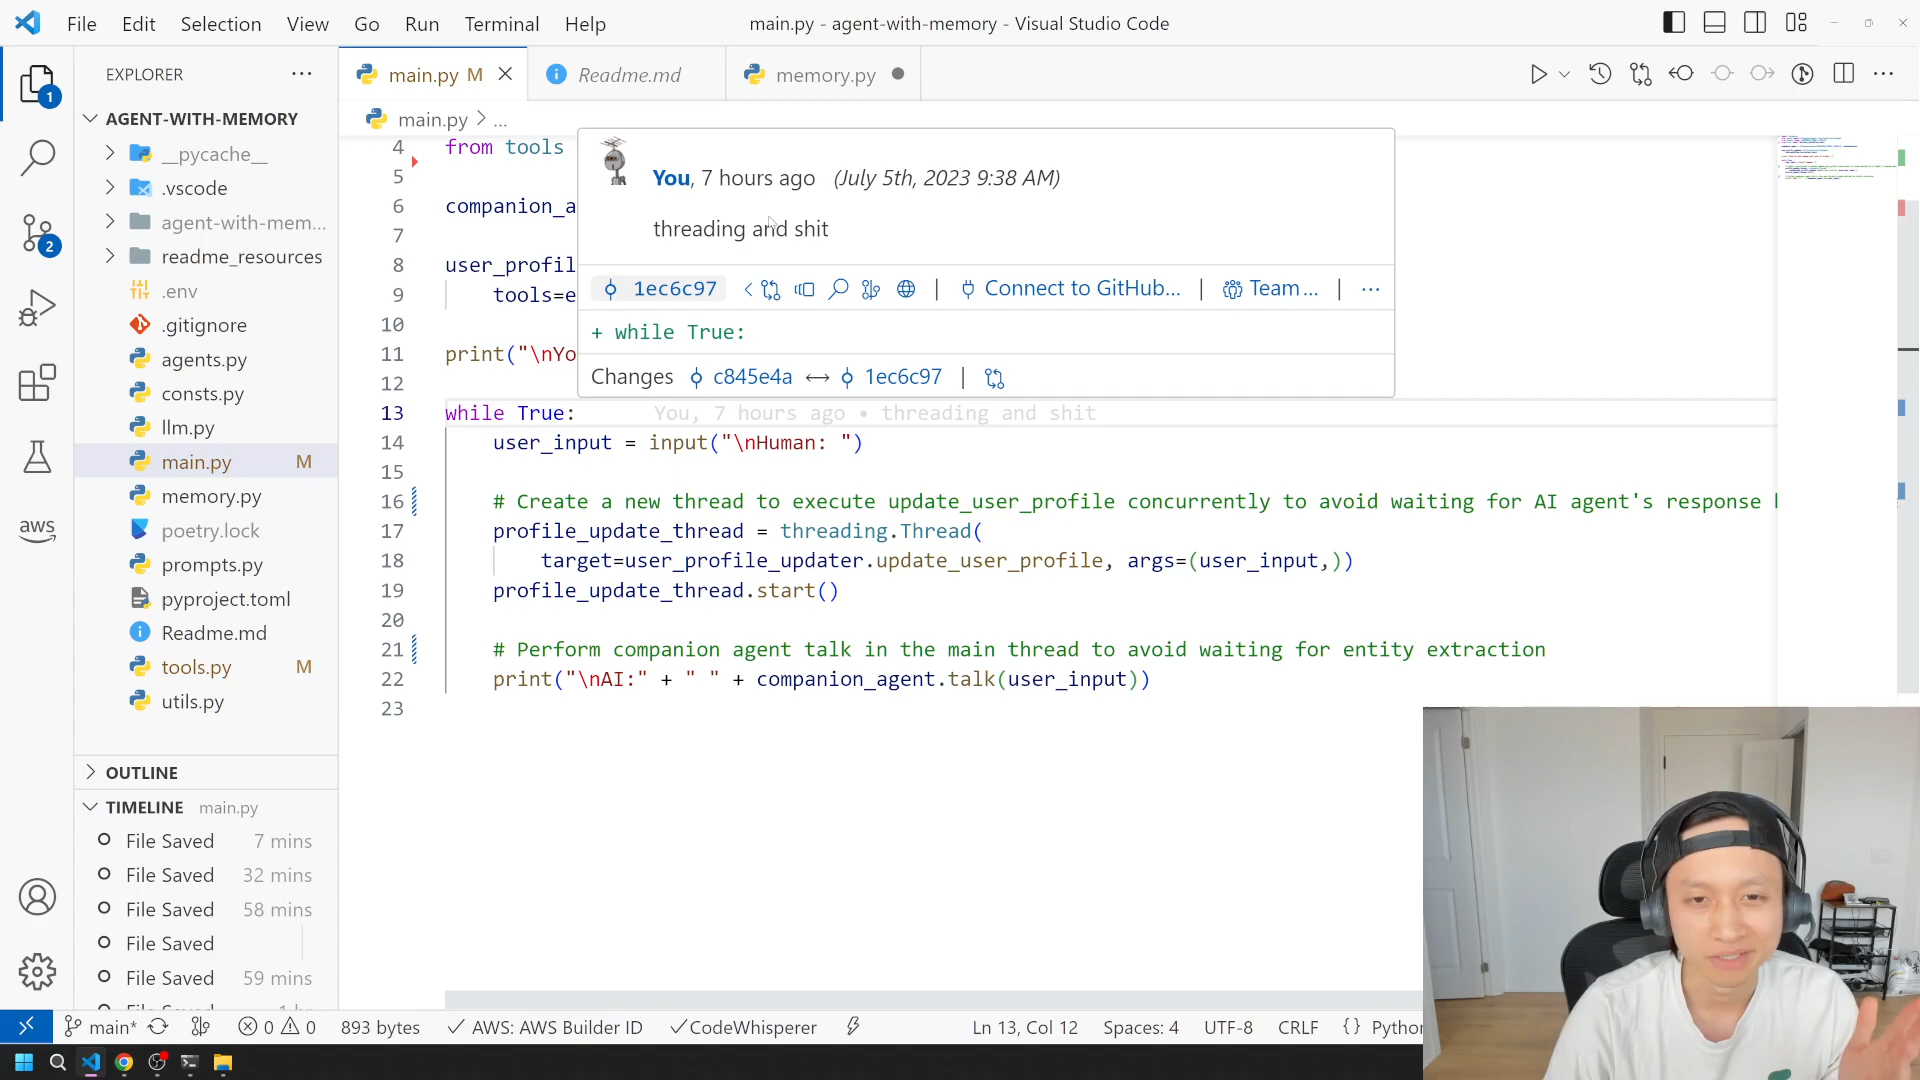 File Edit Selection View Go Run Terminal Help
main.py - agent-with-memory - Visual Studio Code
EXPLORER
main.py M
Readme.md
memory.py
AGENT-WITH-MEMORY
main.py > ...
__pycache__
.vscode
agent-with-mem...
readme_resources
.env
.gitignore
agents.py
consts.py
llm.py
main.py M
memory.py
poetry.lock
prompts.py
pyproject.toml
Readme.md
tools.py M
utils.py
1
2
aws
OUTLINE
TIMELINE main.py
File Saved 7 mins
File Saved 32 mins
File Saved 58 mins
File Saved
File Saved 59 mins
4 from tools
5
6 companion_a
7
8 user_profil
9 tools=e
10
11 print("\nYo
12
13 while True: You, 7 hours ago • threading and shit
14 user_input = input("\nHuman: ")
15
16 # Create a new thread to execute update_user_profile concurrently to avoid waiting for AI agent's response
17 profile_update_thread = threading.Thread(
18 target=user_profile_updater.update_user_profile, args=(user_input,))
19 profile_update_thread.start()
20
21 # Perform companion agent talk in the main thread to avoid waiting for entity extraction
22 print("\nAI:" + " " + companion_agent.talk(user_input))
23
You, 7 hours ago (July 5th, 2023 9:38 AM)
threading and shit
1ec6c97 | Connect to GitHub... | Team... | ...
+ while True:
Changes c845e4a ↔ 1ec6c97 |
main* 0 0 893 bytes AWS: AWS Builder ID CodeWhisperer Ln 13, Col 12 Spaces: 4 UTF-8 CRLF {} Python